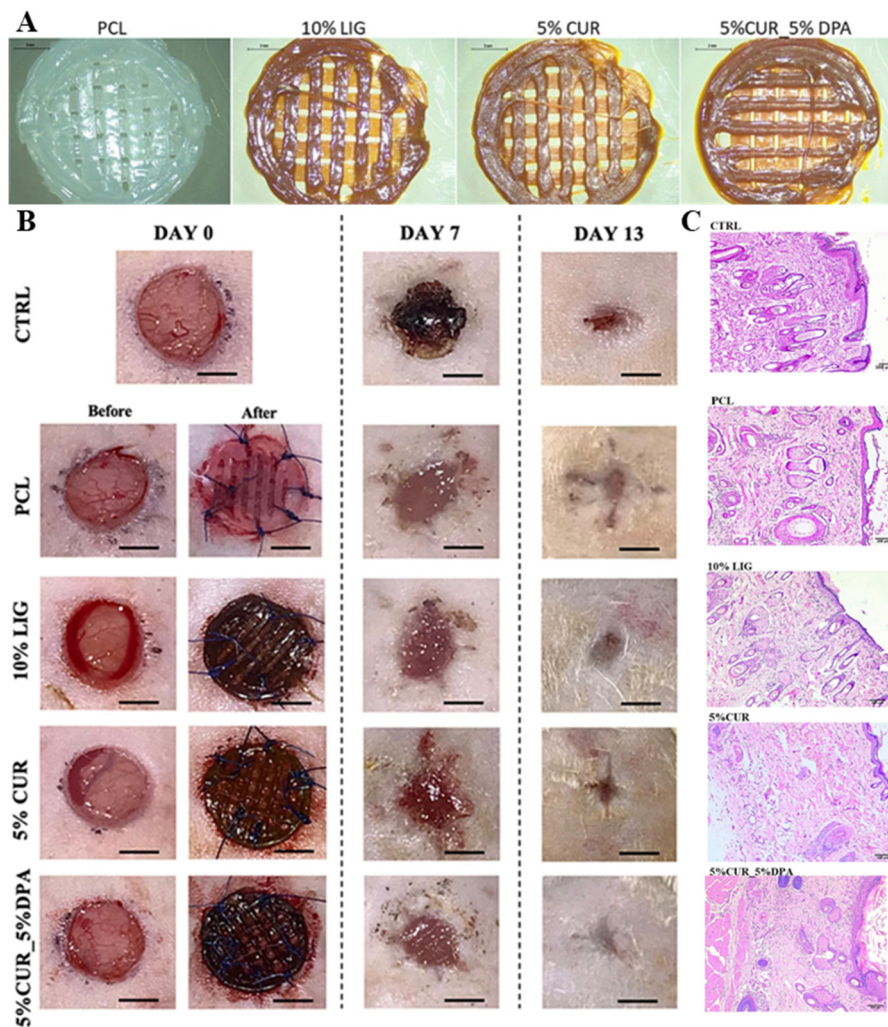 A
PCL
10% LIG
5% CUR
5%CUR_5% DPA
B
DAY 0
DAY 7
DAY 13
CTRL
Before
After
PCL
10% LIG
5% CUR
5%CUR_5%DPA
C
CTRL
PCL
10% LIG
5%CUR
5%CUR_5%DPA